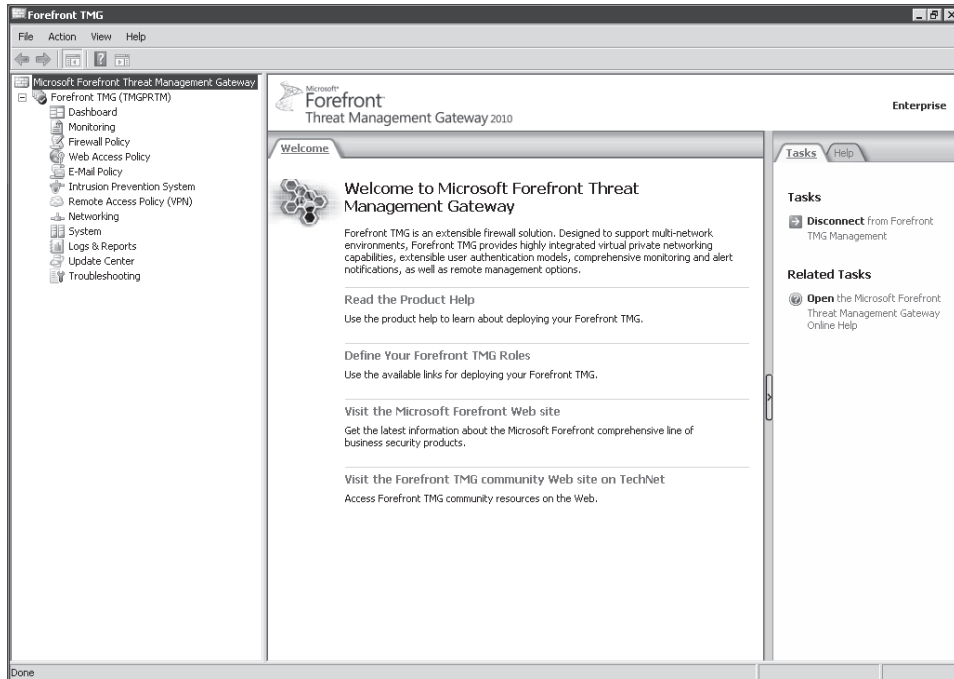 Forefront TMG
File Action View Help
Microsoft Forefront Threat Management Gateway
Forefront TMG (TMGPRTM)
Dashboard
Monitoring
Firewall Policy
Web Access Policy
E-Mail Policy
Intrusion Prevention System
Remote Access Policy (VPN)
Networking
System
Logs & Reports
Update Center
Troubleshooting
Microsoft®
Forefront™
Threat Management Gateway 2010
Enterprise
Welcome
Welcome to Microsoft Forefront Threat
Management Gateway
Forefront TMG is an extensible firewall solution. Designed to support multi-network
environments, Forefront TMG provides highly integrated virtual private networking
capabilities, extensible user authentication models, comprehensive monitoring and alert
notifications, as well as remote management options.
Read the Product Help
Use the product help to learn about deploying your Forefront TMG.
Define Your Forefront TMG Roles
Use the available links for deploying your Forefront TMG.
Visit the Microsoft Forefront Web site
Get the latest information about the Microsoft Forefront comprehensive line of
business security products.
Visit the Forefront TMG community Web site on TechNet
Access Forefront TMG community resources on the Web.
Tasks Help
Tasks
Disconnect from Forefront
TMG Management
Related Tasks
Open the Microsoft Forefront
Threat Management Gateway
Online Help
Done